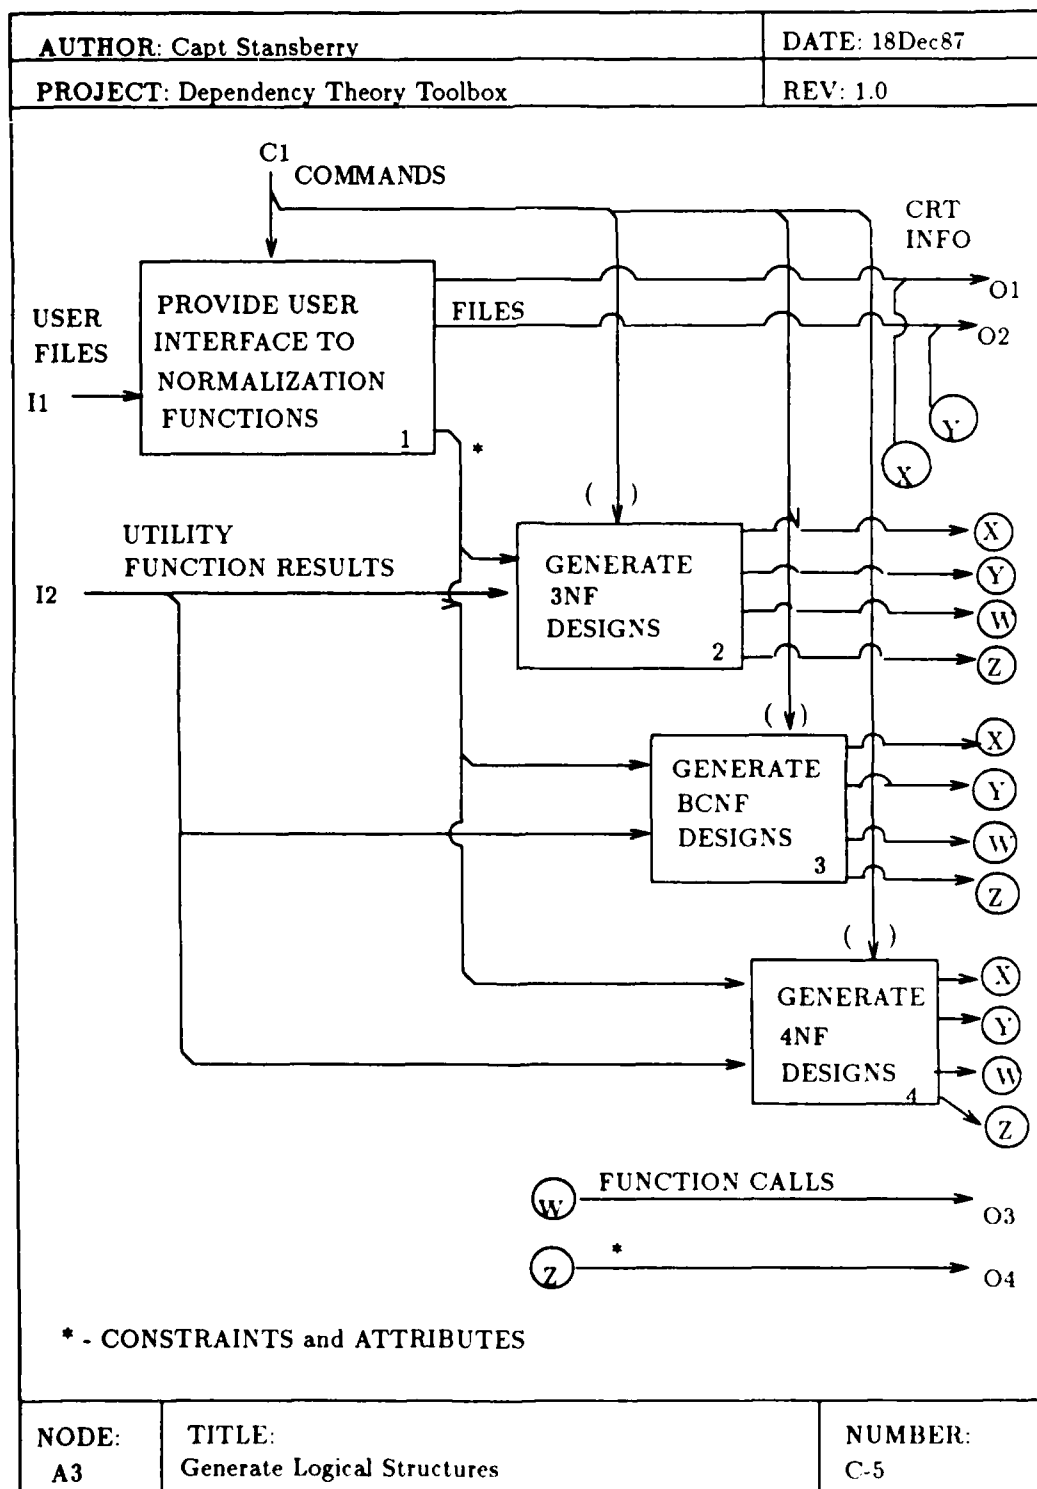 AUTHOR: Capt Stansberry
DATE: 18Dec87
PROJECT: Dependency Theory Toolbox
REV: 1.0
C1
COMMANDS
CRT
INFO
O1
FILES
O2
USER
FILES
I1
PROVIDE USER
INTERFACE TO
NORMALIZATION
FUNCTIONS
1
*
Y
X
( )
UTILITY
FUNCTION RESULTS
I2
GENERATE
3NF
DESIGNS
2
X
Y
W
Z
( )
GENERATE
BCNF
DESIGNS
3
X
Y
W
Z
( )
GENERATE
4NF
DESIGNS
4
X
Y
W
Z
W
FUNCTION CALLS
O3
Z
*
O4
* - CONSTRAINTS and ATTRIBUTES
NODE:
A3
TITLE:
Generate Logical Structures
NUMBER:
C-5